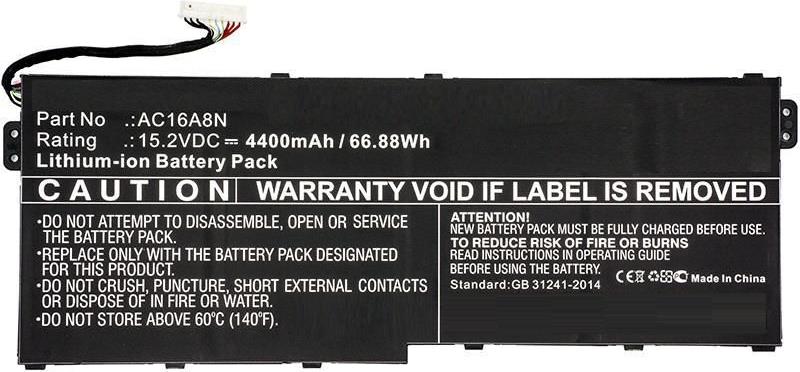 Part No .: AC16A8N
Rating .: 15.2VDC ⎓ 4400mAh / 66.88Wh
Lithium-ion Battery Pack
CAUTION WARRANTY VOID IF LABEL IS REMOVED
•DO NOT ATTEMPT TO DISASSEMBLE, OPEN OR SERVICE
THE BATTERY PACK.
•REPLACE ONLY WITH THE BATTERY PACK DESIGNATED
FOR THIS PRODUCT.
•DO NOT CRUSH, PUNCTURE, SHORT EXTERNAL CONTACTS
OR DISPOSE OF IN FIRE OR WATER.
•DO NOT STORE ABOVE 60°C (140°F).
ATTENTION!
NEW BATTERY PACK MUST BE FULLY CHARGED BEFORE USE.
TO REDUCE RISK OF FIRE OR BURNS
READ INSTRUCTIONS IN OPERATING GUIDE
BEFORE USING THE BATTERY.
Standard:GB 31241-2014
CE Made In China